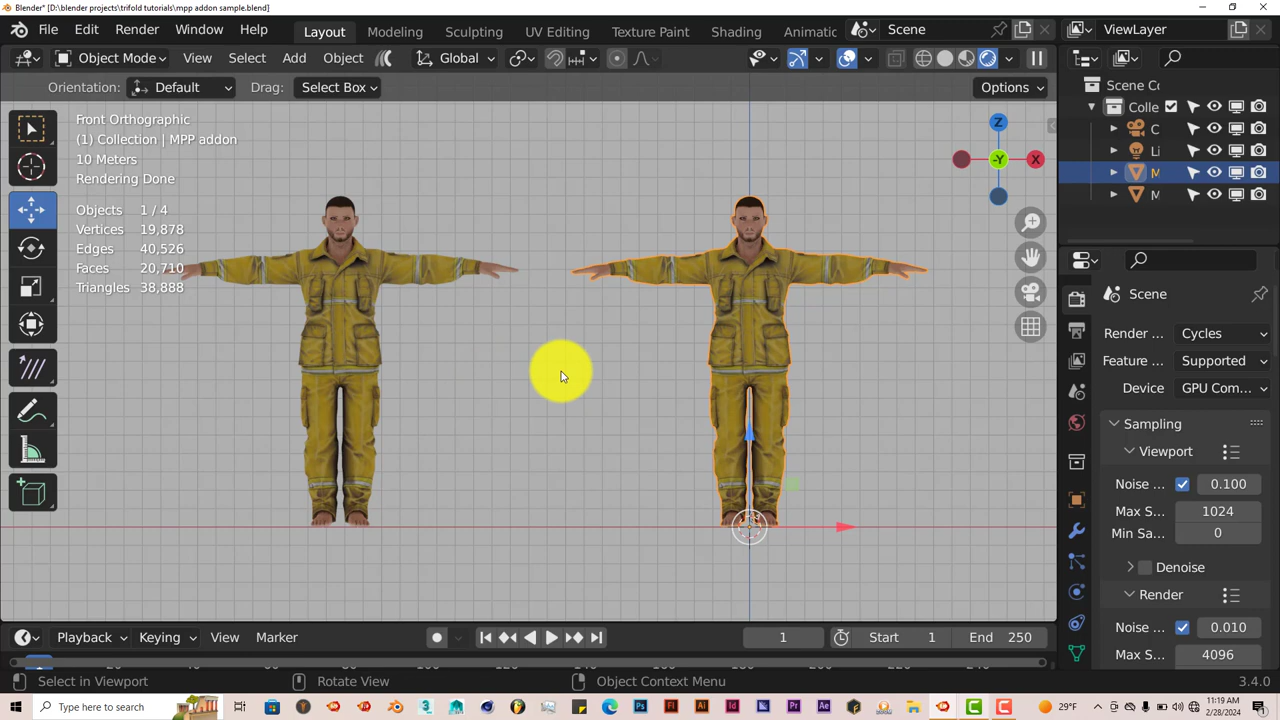 Blender* [D:\blender projects\trifold tutorials\mpp addon sample.blend]
File Edit Render Window Help Layout Modeling Sculpting UV Editing Texture Paint Shading Animatic Scene ViewLayer
Object Mode View Select Add Object Global
Orientation: Default Drag: Select Box Options
Scene Cc
Colle
C
Li
M
M
Front Orthographic
(1) Collection | MPP addon
10 Meters
Rendering Done
Objects 1 / 4
Vertices 19,878
Edges 40,526
Faces 20,710
Triangles 38,888
Z
-Y X
Scene
Render ... Cycles
Feature ... Supported
Device GPU Com...
Sampling
Viewport
Noise ... 0.100
Max S... 1024
Min Sa... 0
Denoise
Render
Noise ... 0.010
Max S... 4096
Playback Keying View Marker 1 Start 1 End 250
Select in Viewport Rotate View Object Context Menu 3.4.0
Type here to search 29°F 11:19 AM
2/28/2024